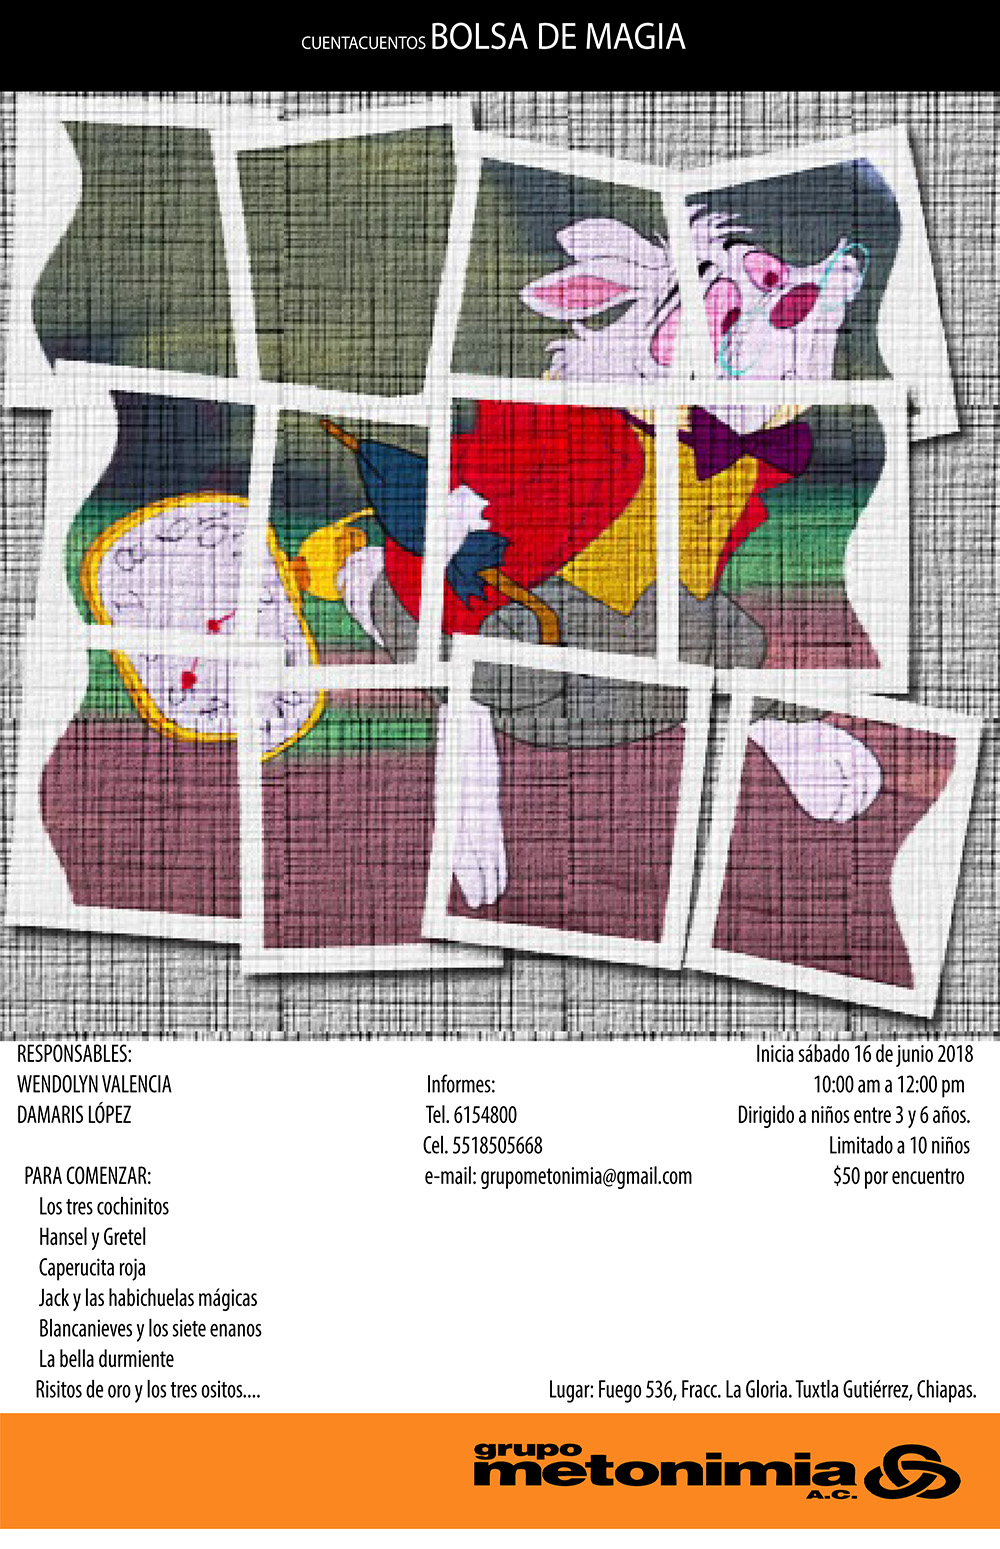 CUENTACUENTOS BOLSA DE MAGIA
RESPONSABLES:
WENDOLYN VALENCIA
DAMARIS LÓPEZ
PARA COMENZAR:
Los tres cochinitos
Hansel y Gretel
Caperucita roja
Jack y las habichuelas mágicas
Blancanieves y los siete enanos
La bella durmiente
Risitos de oro y los tres ositos....
Informes:
Tel. 6154800
Cel. 5518505668
e-mail: grupometonimia@gmail.com
Inicia sábado 16 de junio 2018
10:00 am a 12:00 pm
Dirigido a niños entre 3 y 6 años.
Limitado a 10 niños
$50 por encuentro
Lugar: Fuego 536, Fracc. La Gloria. Tuxtla Gutiérrez, Chiapas.
grupo
metonimia
A.C.